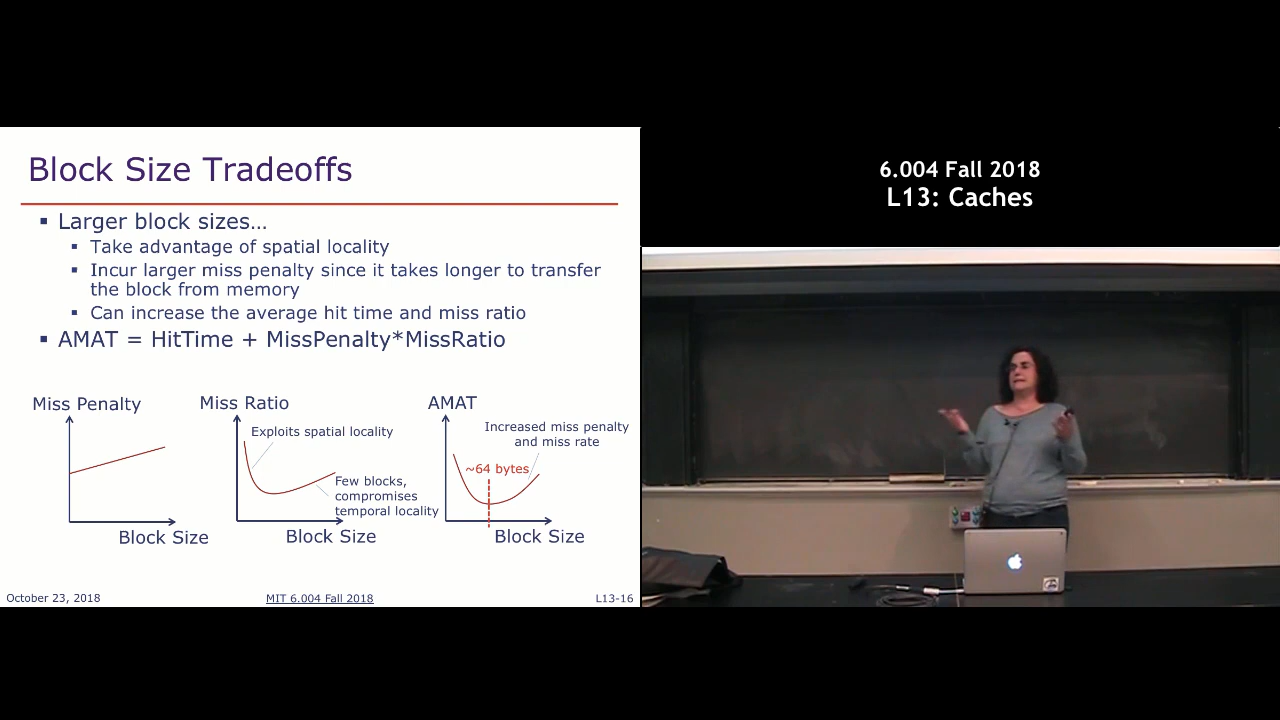 Block Size Tradeoffs
Larger block sizes…
Take advantage of spatial locality
Incur larger miss penalty since it takes longer to transfer
the block from memory
Can increase the average hit time and miss ratio
AMAT = HitTime + MissPenalty*MissRatio
Miss Penalty
Block Size
Miss Ratio
Exploits spatial locality
Few blocks,
compromises
temporal locality
Block Size
AMAT
Increased miss penalty
and miss rate
~64 bytes
Block Size
October 23, 2018
MIT 6.004 Fall 2018
L13-16
6.004 Fall 2018
L13: Caches